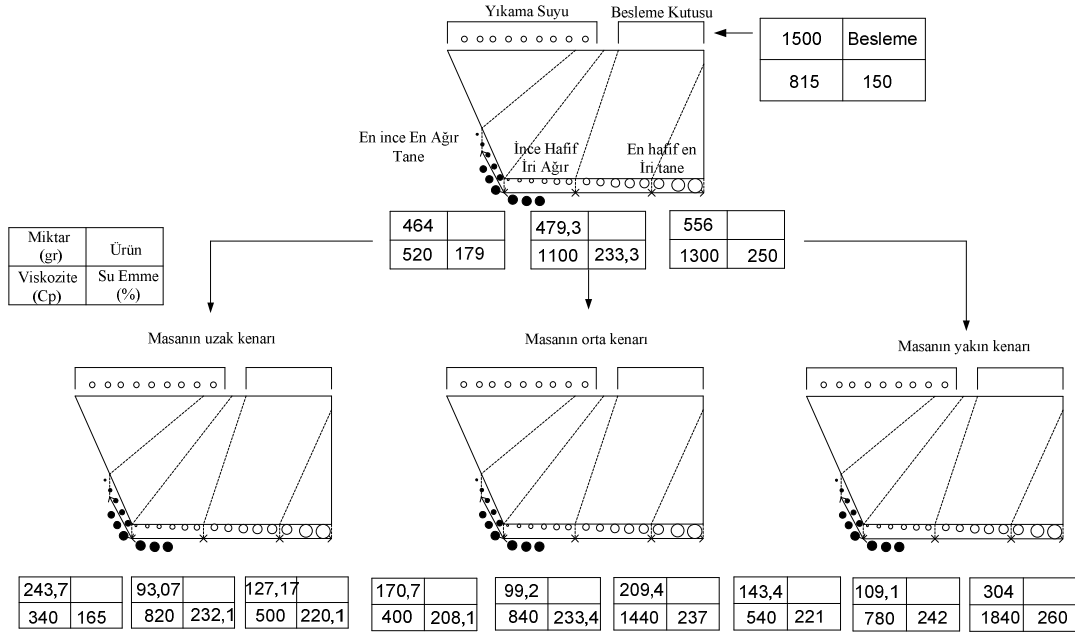 Yıkama Suyu
Besleme Kutusu
1500 Besleme
815 150
En ince En Ağır
Tane
İnce Hafif
İri Ağır
En hafif en
İri tane
464
520 179
479,3
1100 233,3
556
1300 250
Miktar
(gr)
Ürün
Viskozite
(Cp)
Su Emme
(%)
Masanın uzak kenarı
Masanın orta kenarı
Masanın yakın kenarı
243,7
340 165
93,07
820 232,1
127,17
500 220,1
170,7
400 208,1
99,2
840 233,4
209,4
1440 237
143,4
540 221
109,1
780 242
304
1840 260